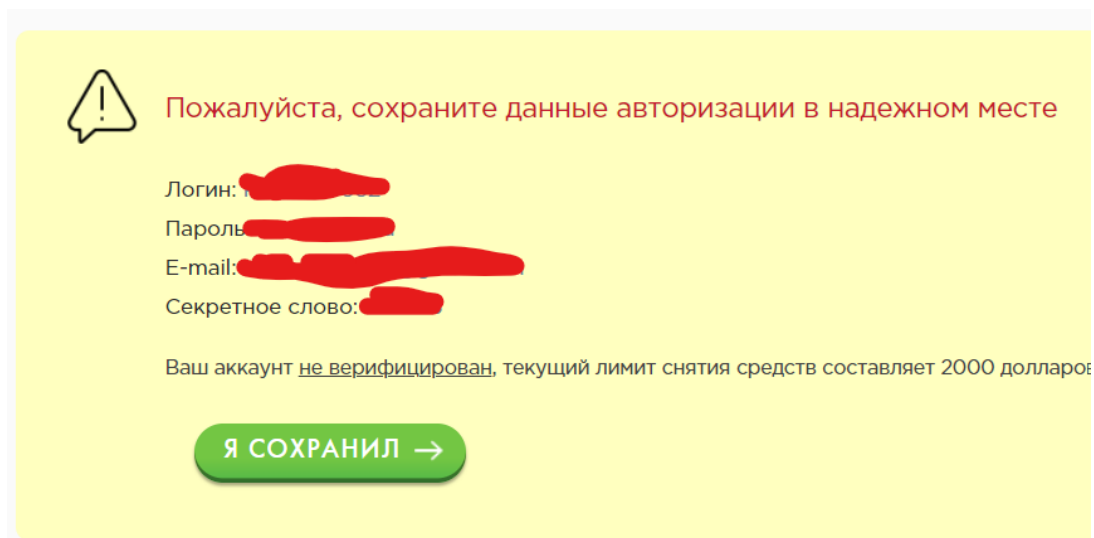 Пожалуйста, сохраните данные авторизации в надежном месте
Логин:
Пароль
E-mail:
Секретное слово:
Ваш аккаунт не верифицирован, текущий лимит снятия средств составляет 2000 долларов
Я СОХРАНИЛ →